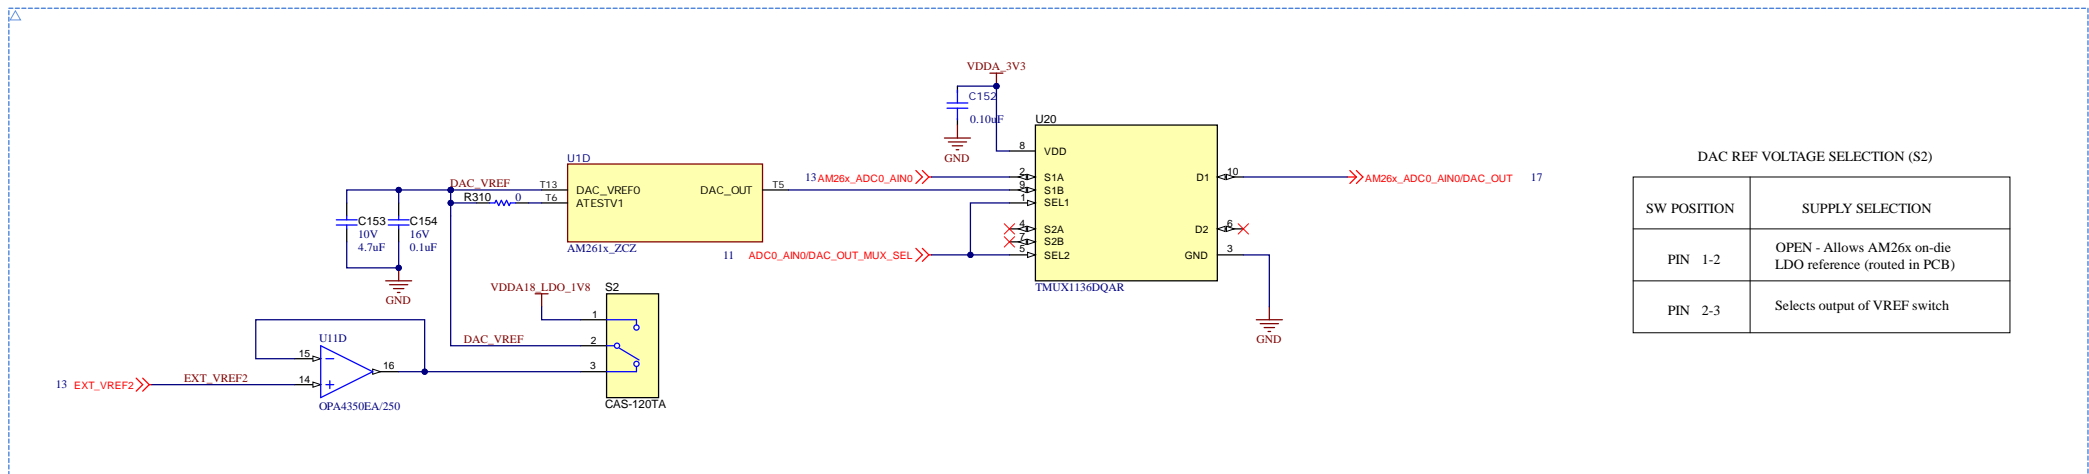 VDDA_3V3
C152
0.10uF
GND
U20
8
VDD
2
S1A
9
S1B
1
SEL1
4
S2A
7
S2B
5
SEL2
D1
10
D2
6
GND
3
TMUX1136DQAR
GND
13 AM26x_ADC0_AIN0
AM26x_ADC0_AIN0/DAC_OUT 17
11 ADC0_AIN0/DAC_OUT_MUX_SEL
U1D
DAC_VREF
T13
DAC_VREF0
DAC_OUT
T5
R310
0
T6
ATESTV1
AM261x_ZCZ
C153
10V
4.7uF
C154
16V
0.1uF
GND
VDDA18_LDO_1V8
S2
1
DAC_VREF
2
3
CAS-120TA
U11D
15
16
14
−
+
OPA4350EA/250
13 EXT_VREF2
EXT_VREF2
DAC REF VOLTAGE SELECTION (S2)
SW POSITION
SUPPLY SELECTION
PIN 1-2
OPEN - Allows AM26x on-die
LDO reference (routed in PCB)
PIN 2-3
Selects output of VREF switch